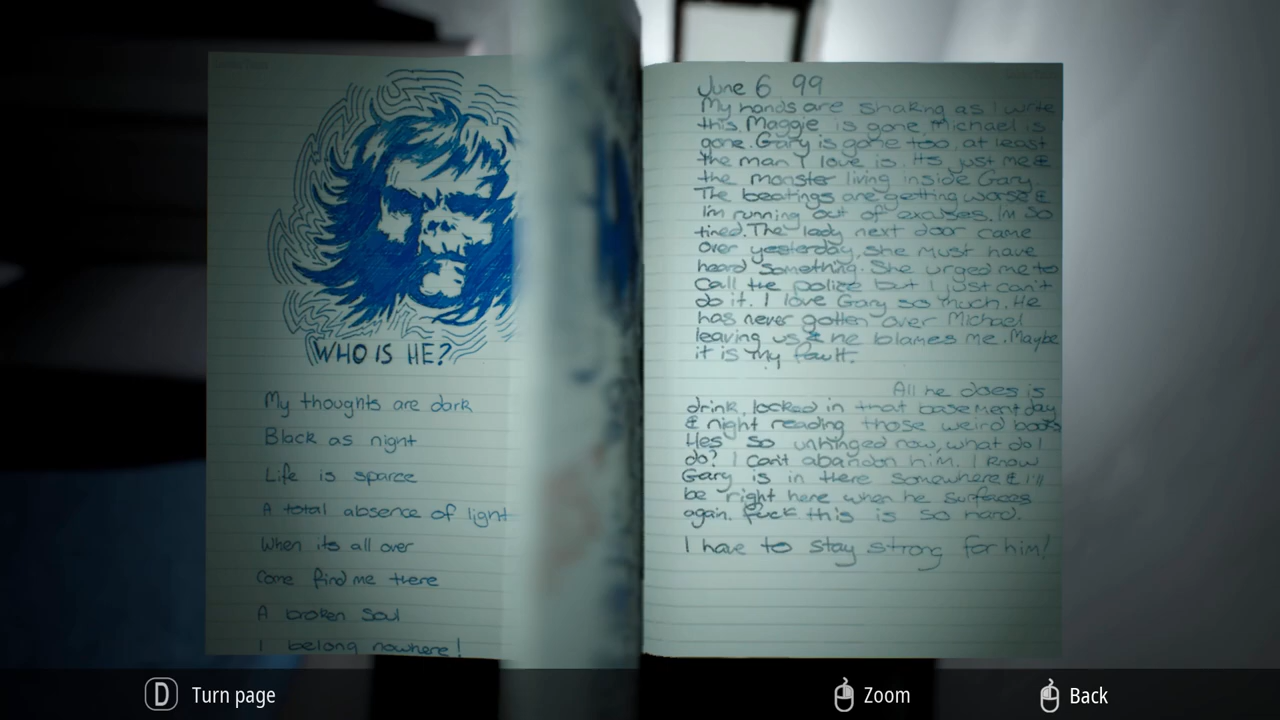 WHO IS HE?
My thoughts are dark
Black as night
Life is sparce
A total absence of light
When its all over
Come find me there
A broken soul
I belong nowhere!
June 6 99
My hands are shaking as I write
this. Maggie is gone, Michael is
gone. Gary is gone too, at least
the man I love is. Its just me &
the monster living inside Gary.
The beatings are getting worse &
Im running out of excuses. Im so
tired. The lady next door came
over yesterday, she must have
heard something. She urged me to
call the police but I just can't
do it. I love Gary so much. He
has never gotten over Michael
leaving us & he blames me. Maybe
it is my fault.
All he does is
drink, locked in that basement day
& night reading those weird books
Hes so unhinged now, what do I
do? I can't abandon him. I know
Gary is in there somewhere & I'll
be right here when he surfaces
again. Fuck this is so hard.
I have to stay strong for him!
D Turn page
Zoom
Back